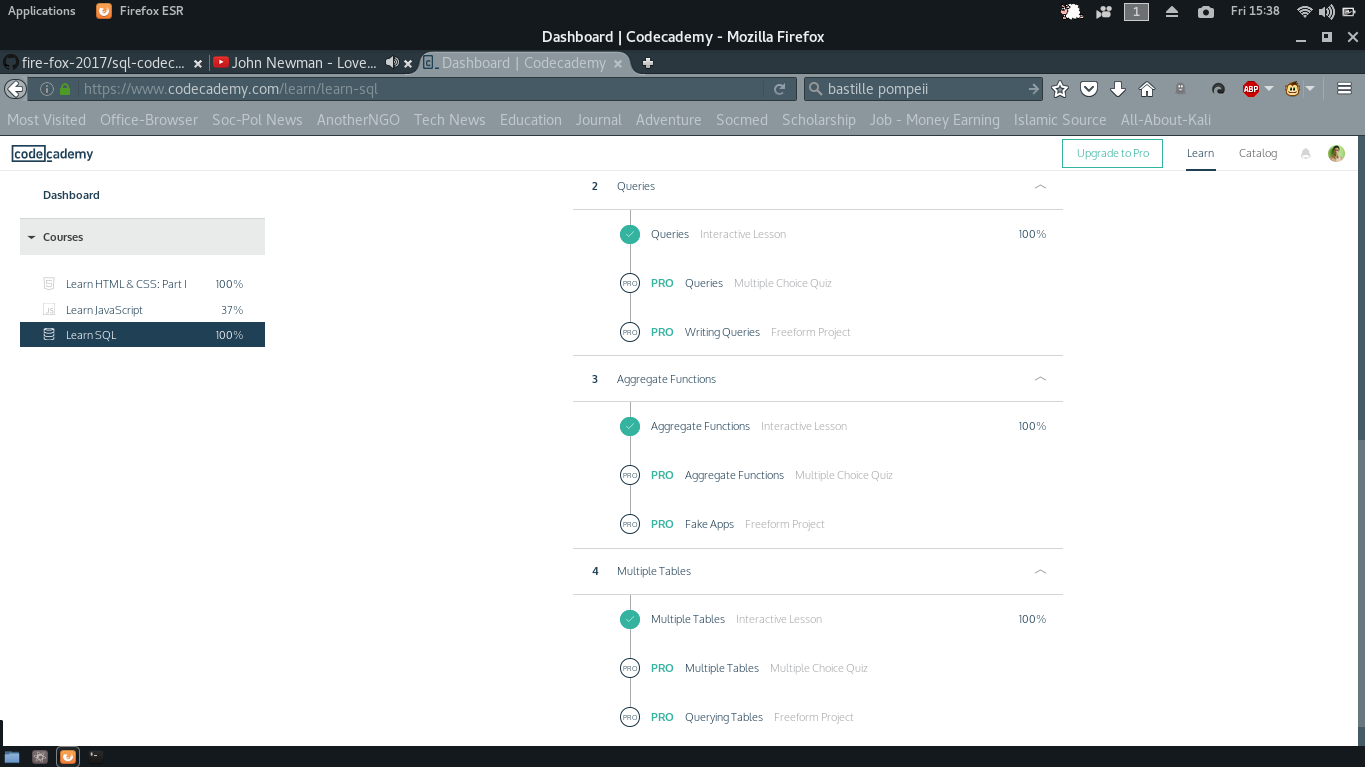 Applications Firefox ESR 1 Fri 15:38
Dashboard | Codecademy - Mozilla Firefox
fire-fox-2017/sql-codec... John Newman - Love... Dashboard | Codecademy
https://www.codecademy.com/learn/learn-sql bastille pompeii ABP
Most Visited Office-Browser Soc-Pol News AnotherNGO Tech News Education Journal Adventure Socmed Scholarship Job - Money Earning Islamic Source All-About-Kali
codecademy Upgrade to Pro Learn Catalog
Dashboard
Courses
Learn HTML & CSS: Part I 100%
JS Learn JavaScript 37%
Learn SQL 100%
2 Queries
Queries Interactive Lesson 100%
PRO PRO Queries Multiple Choice Quiz
PRO PRO Writing Queries Freeform Project
3 Aggregate Functions
Aggregate Functions Interactive Lesson 100%
PRO PRO Aggregate Functions Multiple Choice Quiz
PRO PRO Fake Apps Freeform Project
4 Multiple Tables
Multiple Tables Interactive Lesson 100%
PRO PRO Multiple Tables Multiple Choice Quiz
PRO PRO Querying Tables Freeform Project